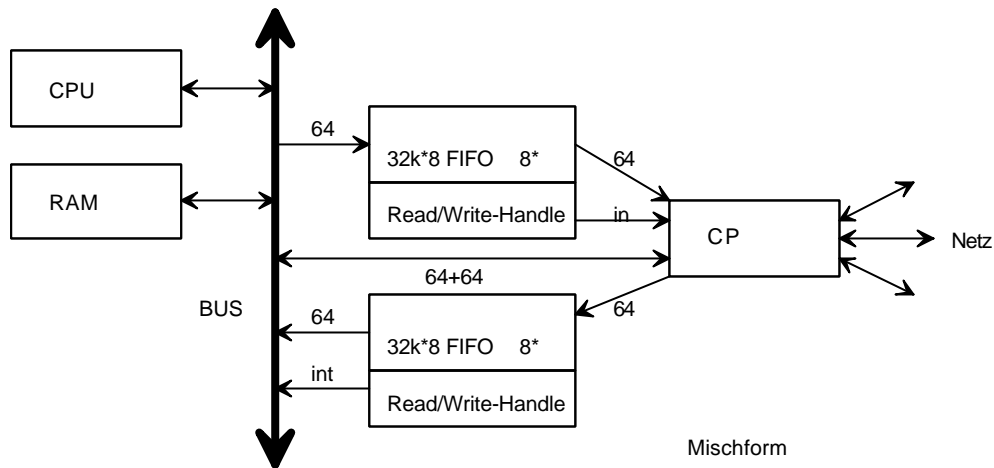 CPU
64
32k*8 FIFO 8*
64
RAM
Read/Write-Handle
in
CP
Netz
64+64
BUS
64
64
32k*8 FIFO 8*
int
Read/Write-Handle
Mischform